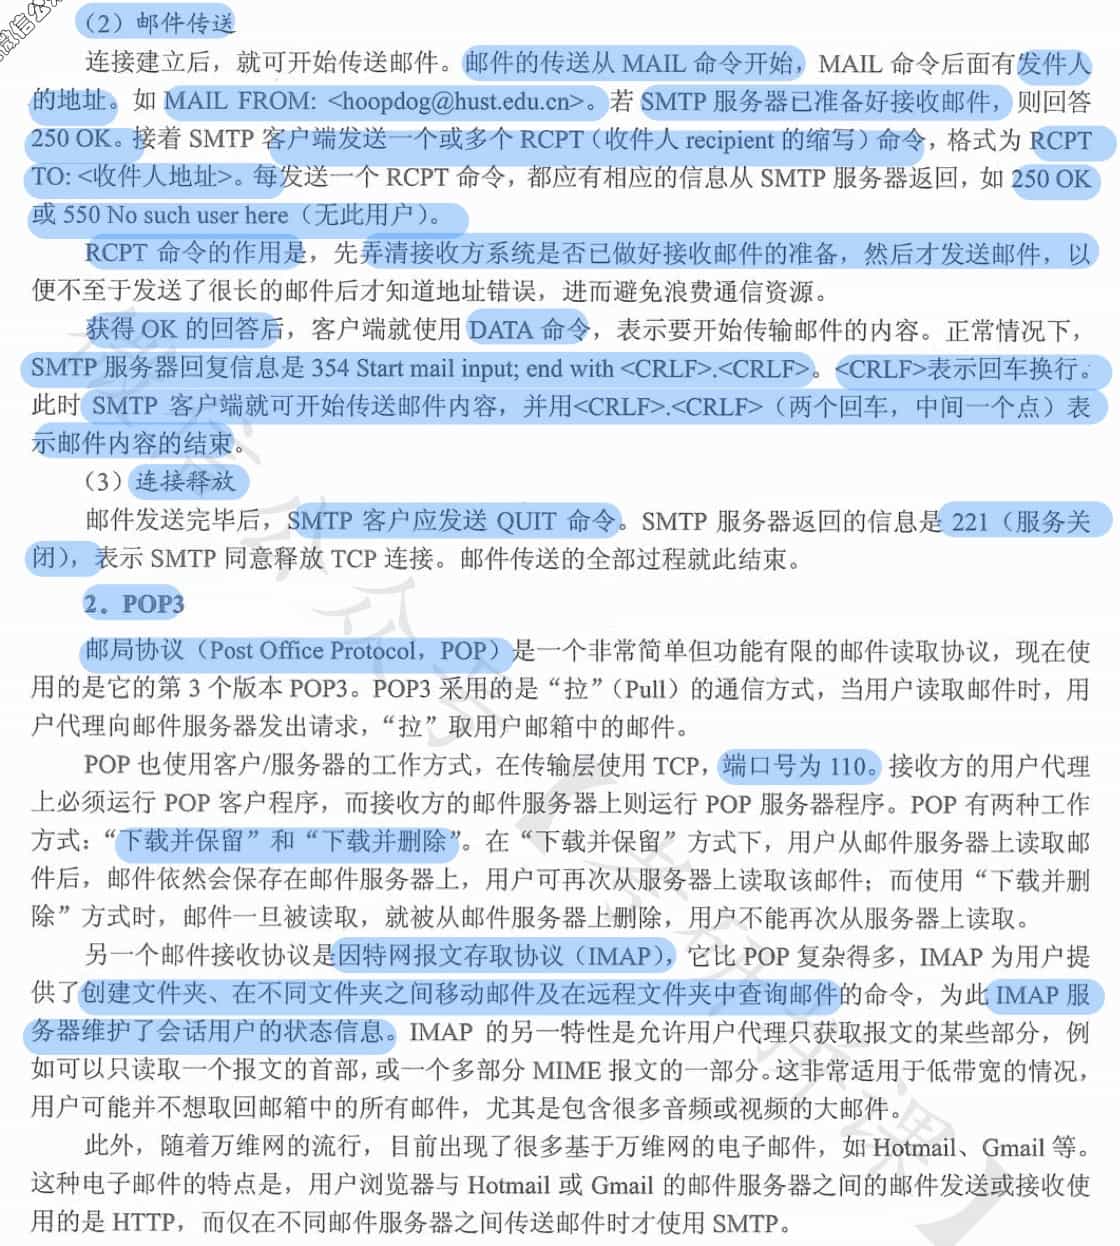 微信公众
（2）邮件传送
连接建立后，就可开始传送邮件。邮件的传送从 MAIL 命令开始，MAIL 命令后面有发件人
的地址。如 MAIL FROM: <hoopdog@hust.edu.cn>。若 SMTP 服务器已准备好接收邮件，则回答
250 OK。接着 SMTP 客户端发送一个或多个 RCPT（收件人 recipient 的缩写）命令，格式为 RCPT
TO: <收件人地址>。每发送一个 RCPT 命令，都应有相应的信息从 SMTP 服务器返回，如 250 OK
或 550 No such user here（无此用户）。
RCPT 命令的作用是，先弄清接收方系统是否已做好接收邮件的准备，然后才发送邮件，以
便不至于发送了很长的邮件后才知道地址错误，进而避免浪费通信资源。
获得 OK 的回答后，客户端就使用 DATA 命令，表示要开始传输邮件的内容。正常情况下，
SMTP 服务器回复信息是 354 Start mail input; end with <CRLF>.<CRLF>。<CRLF>表示回车换行。
此时 SMTP 客户端就可开始传送邮件内容，并用<CRLF>.<CRLF>（两个回车，中间一个点）表
示邮件内容的结束。
（3）连接释放
邮件发送完毕后，SMTP 客户应发送 QUIT 命令。SMTP 服务器返回的信息是 221（服务关
闭），表示 SMTP 同意释放 TCP 连接。邮件传送的全部过程就此结束。
2．POP3
邮局协议（Post Office Protocol，POP）是一个非常简单但功能有限的邮件读取协议，现在使
用的是它的第 3 个版本 POP3。POP3 采用的是“拉”（Pull）的通信方式，当用户读取邮件时，用
户代理向邮件服务器发出请求，“拉”取用户邮箱中的邮件。
POP 也使用客户/服务器的工作方式，在传输层使用 TCP，端口号为 110。接收方的用户代理
上必须运行 POP 客户程序，而接收方的邮件服务器上则运行 POP 服务器程序。POP 有两种工作
方式：“下载并保留”和“下载并删除”。在“下载并保留”方式下，用户从邮件服务器上读取邮
件后，邮件依然会保存在邮件服务器上，用户可再次从服务器上读取该邮件；而使用“下载并删
除”方式时，邮件一旦被读取，就被从邮件服务器上删除，用户不能再次从服务器上读取。
另一个邮件接收协议是因特网报文存取协议（IMAP），它比 POP 复杂得多，IMAP 为用户提
供了创建文件夹、在不同文件夹之间移动邮件及在远程文件夹中查询邮件的命令，为此 IMAP 服
务器维护了会话用户的状态信息。IMAP 的另一特性是允许用户代理只获取报文的某些部分，例
如可以只读取一个报文的首部，或一个多部分 MIME 报文的一部分。这非常适用于低带宽的情况，
用户可能并不想取回邮箱中的所有邮件，尤其是包含很多音频或视频的大邮件。
此外，随着万维网的流行，目前出现了很多基于万维网的电子邮件，如 Hotmail、Gmail 等。
这种电子邮件的特点是，用户浏览器与 Hotmail 或 Gmail 的邮件服务器之间的邮件发送或接收使
用的是 HTTP，而仅在不同邮件服务器之间传送邮件时才使用 SMTP。